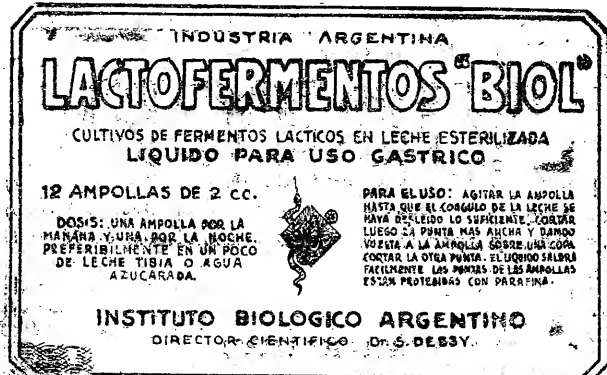 INDUSTRIA ARGENTINA
LACTOFERMENTOS "BIOL"
CULTIVOS DE FERMENTOS LACTICOS EN LECHE ESTERILIZADA
LIQUIDO PARA USO GASTRICO
12 AMPOLLAS DE 2 CC.
DOSIS: UNA AMPOLLA POR LA
MAÑANA Y UNA POR LA NOCHE.
PREFERIBILMENTE EN UN POCO
DE LECHE TIBIA O AGUA
AZUCARADA.
PARA EL USO: AGITAR LA AMPOLLA
HASTA QUE EL COAGULO DE LA LECHE SE
HAYA DESLEIDO LO SUFICIENTE. CORTAR
LUEGO LA PUNTA MAS ANCHA Y DANDO
VUELTA A LA AMPOLLA SOBRE UNA COPA
CORTAR LA OTRA PUNTA. EL LIQUIDO SALDRA
FACILMENTE LAS PUNTAS DE LAS AMPOLLAS
ESTAN PROTEGIDAS CON PARAFINA.
INSTITUTO BIOLOGICO ARGENTINO
DIRECTOR CIENTIFICO Dr. S. DESSY.